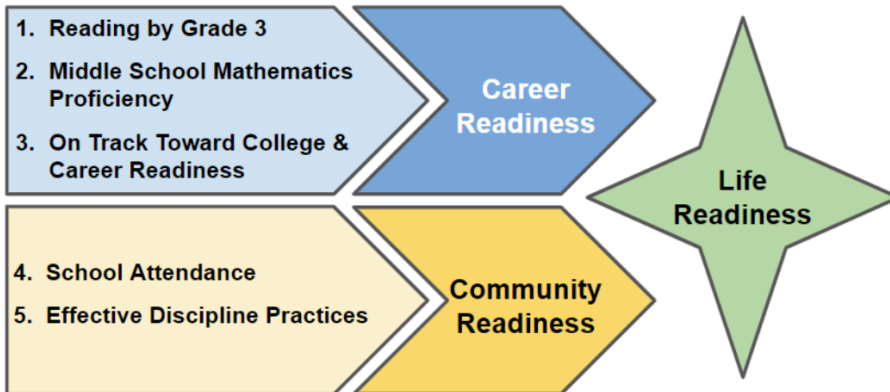 1. Reading by Grade 3
2. Middle School Mathematics
Proficiency
3. On Track Toward College &
Career Readiness
Career
Readiness
4. School Attendance
5. Effective Discipline Practices
Community
Readiness
Life
Readiness